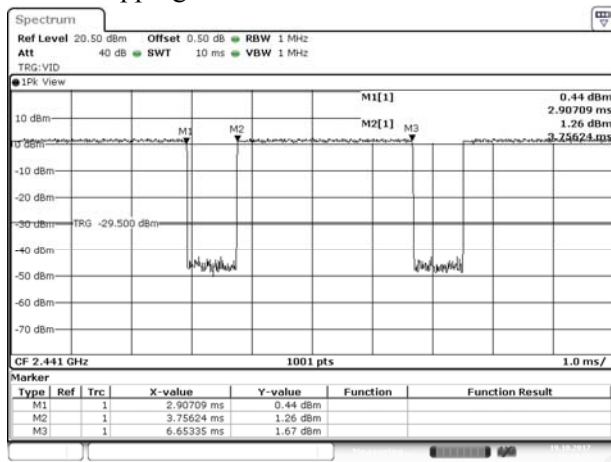 Spectrum
Ref Level 20.50 dBm Offset 0.50 dB RBW 1 MHz
Att 40 dB SWT 10 ms VBW 1 MHz
TRG:VID
1Pk View
M1[1] 0.44 dBm
2.90709 ms
M2[1] 1.26 dBm
3.75624 ms
10 dBm
M1
M2
M3
0 dBm
-10 dBm
-20 dBm
-30 dBm
TRG -29.500 dBm
-40 dBm
-50 dBm
-60 dBm
-70 dBm
CF 2.441 GHz 1001 pts 1.0 ms/
Marker
Type Ref Trc X-value Y-value Function Function Result
M1 1 2.90709 ms 0.44 dBm
M2 1 3.75624 ms 1.26 dBm
M3 1 6.65335 ms 1.67 dBm